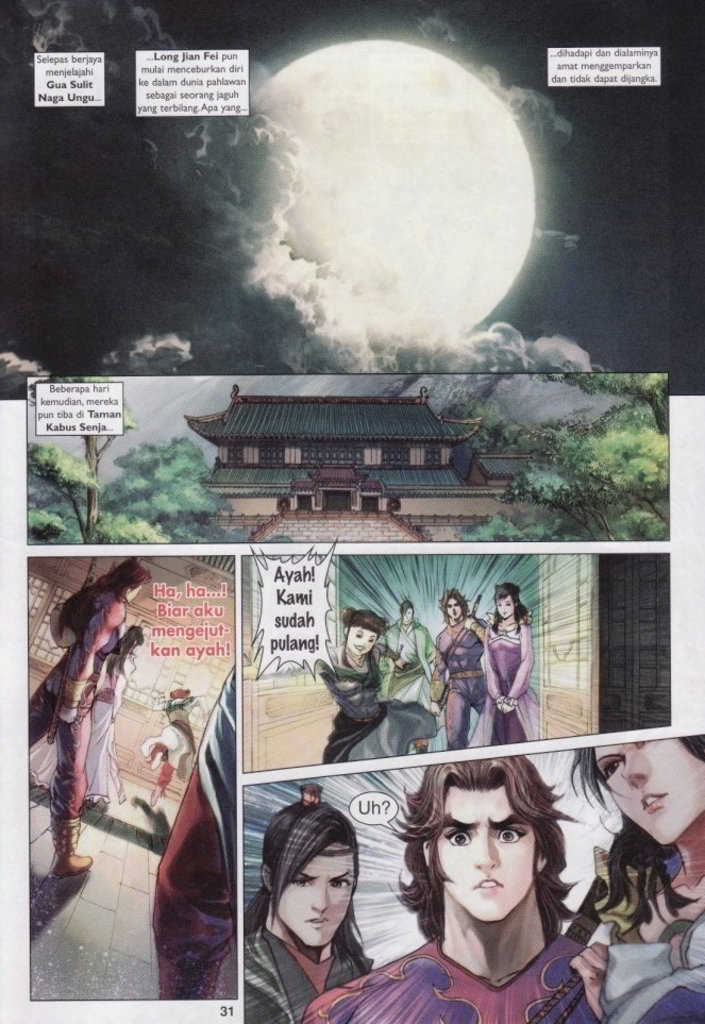 Selepas berjaya
menjelajahi
Gua Sulit
Naga Ungu...
...Long Jian Fei pun
mulai menceburkan diri
ke dalam dunia pahlawan
sebagai seorang jaguh
yang terbilang. Apa yang...
...dihadapi dan dialaminya
amat menggemparkan
dan tidak dapat dijangka.
Beberapa hari
kemudian, mereka
pun tiba di Taman
Kabus Senja...
Ha, ha...!
Biar aku
mengejut-
kan ayah!
Ayah!
Kami
sudah
pulang!
Uh?
31